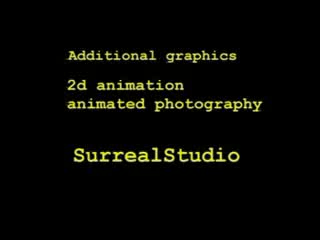 Additional graphics
2d animation
animated photography
SurrealStudio